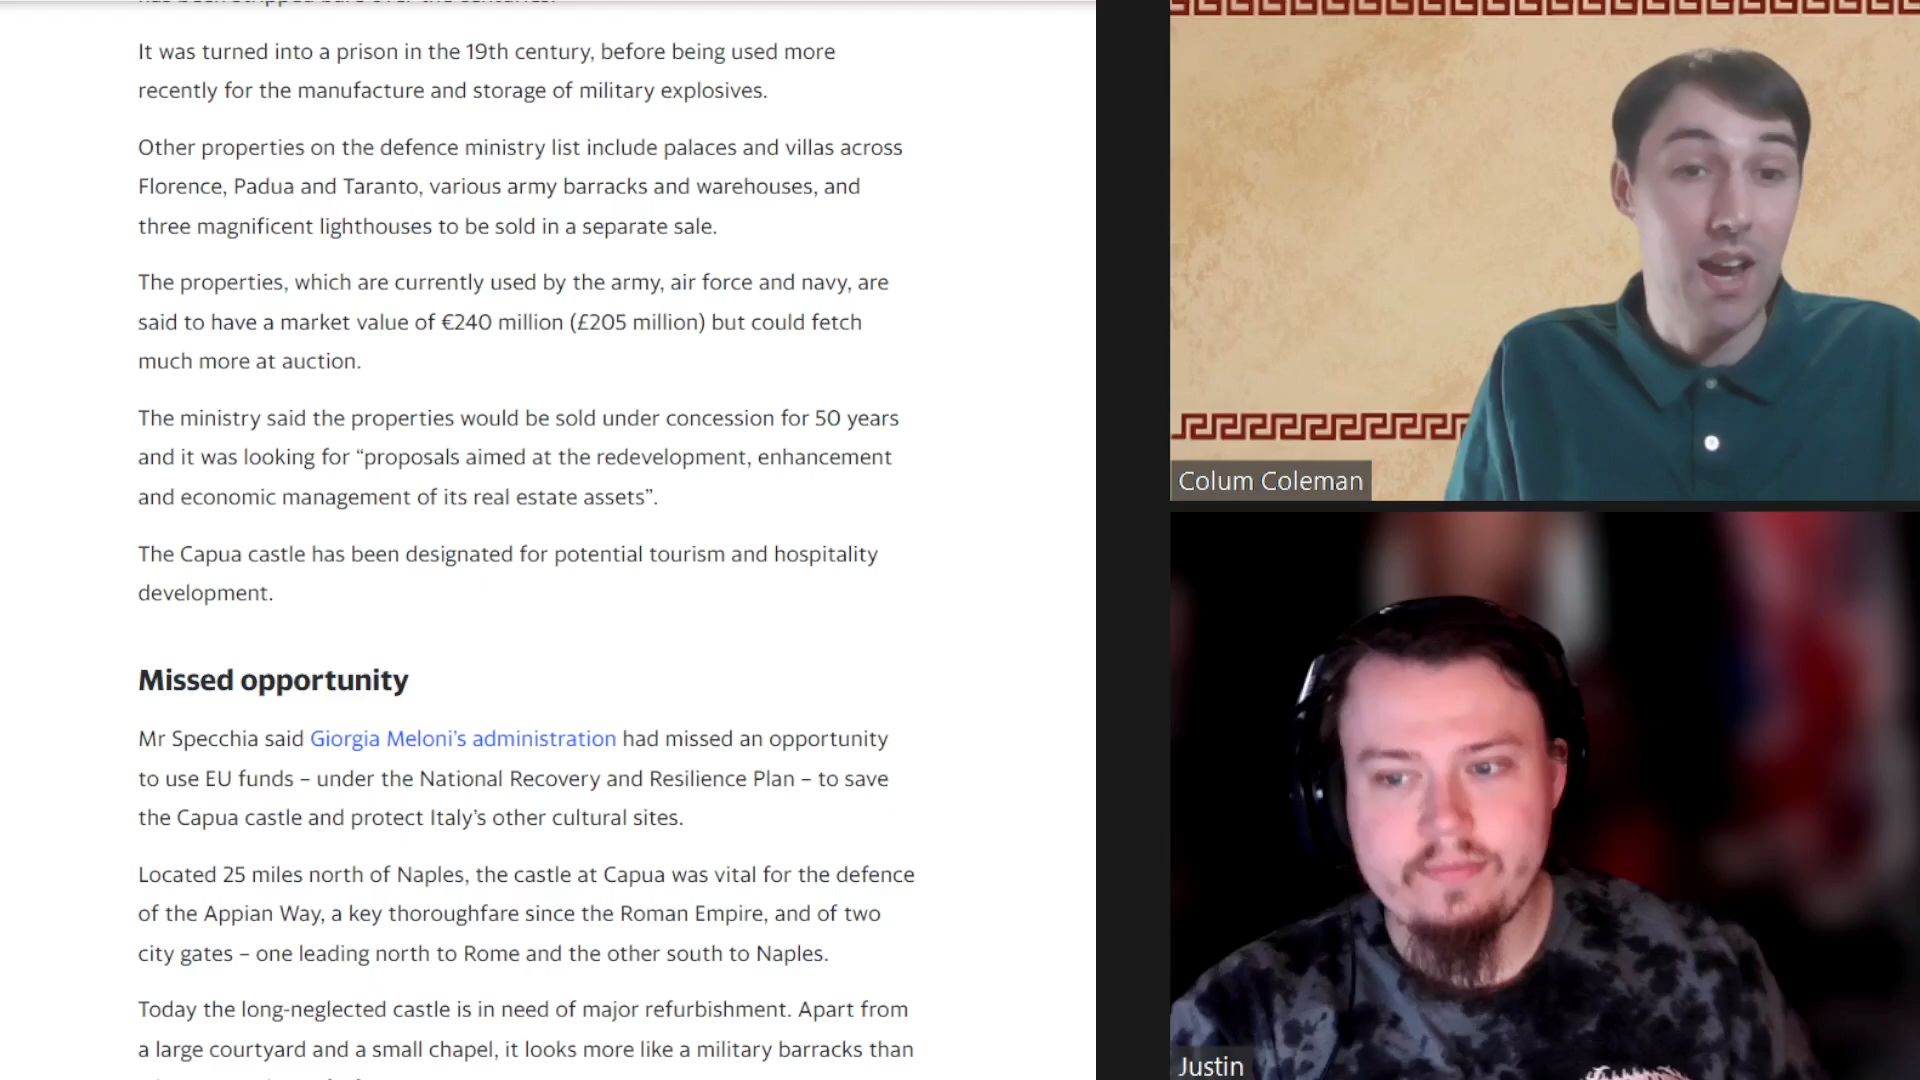 It was turned into a prison in the 19th century, before being used more
recently for the manufacture and storage of military explosives.
Other properties on the defence ministry list include palaces and villas across
Florence, Padua and Taranto, various army barracks and warehouses, and
three magnificent lighthouses to be sold in a separate sale.
The properties, which are currently used by the army, air force and navy, are
said to have a market value of €240 million (£205 million) but could fetch
much more at auction.
The ministry said the properties would be sold under concession for 50 years
and it was looking for “proposals aimed at the redevelopment, enhancement
and economic management of its real estate assets”.
The Capua castle has been designated for potential tourism and hospitality
development.
Missed opportunity
Mr Specchia said Giorgia Meloni’s administration had missed an opportunity
to use EU funds – under the National Recovery and Resilience Plan – to save
the Capua castle and protect Italy’s other cultural sites.
Located 25 miles north of Naples, the castle at Capua was vital for the defence
of the Appian Way, a key thoroughfare since the Roman Empire, and of two
city gates – one leading north to Rome and the other south to Naples.
Today the long-neglected castle is in need of major refurbishment. Apart from
a large courtyard and a small chapel, it looks more like a military barracks than
Colum Coleman
Justin